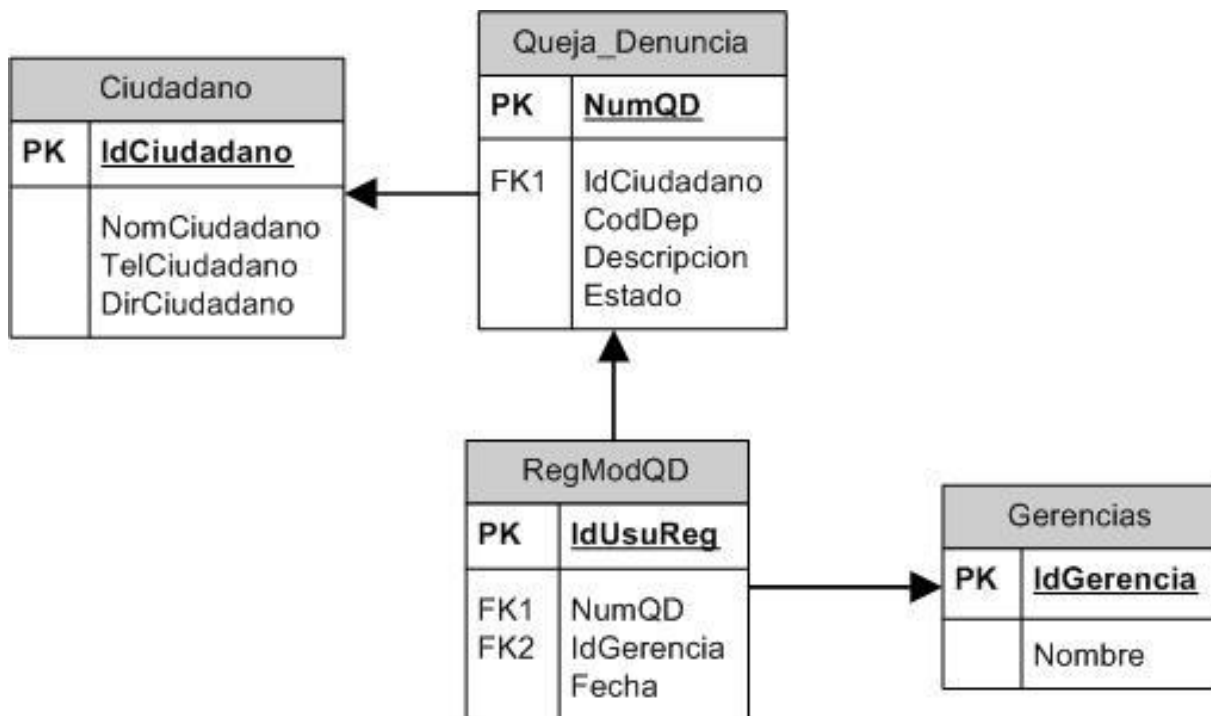 Ciudadano
PK IdCiudadano
NomCiudadano
TelCiudadano
DirCiudadano
Queja_Denuncia
PK NumQD
FK1 IdCiudadano
CodDep
Descripcion
Estado
RegModQD
PK IdUsuReg
FK1 NumQD
FK2 IdGerencia
Fecha
Gerencias
PK IdGerencia
Nombre